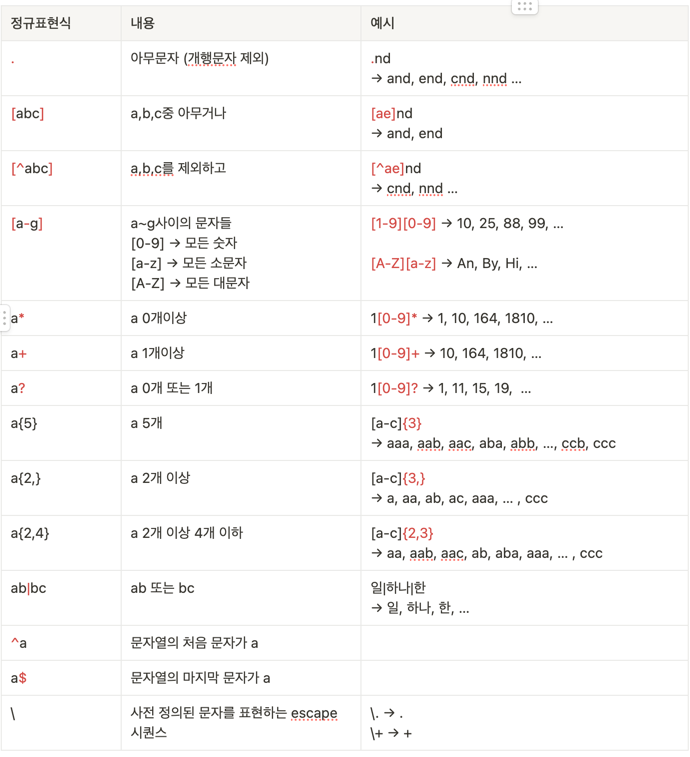 정규표현식 내용 예시
. 아무문자 (개행문자 제외) .nd
→ and, end, cnd, nnd ...
[abc] a,b,c중 아무거나 [ae]nd
→ and, end
[^abc] a,b,c를 제외하고 [^ae]nd
→ cnd, nnd ...
[a-g] a~g사이의 문자들 [1-9][0-9] → 10, 25, 88, 99, ...
[0-9] → 모든 숫자
[a-z] → 모든 소문자 [A-Z][a-z] → An, By, Hi, ...
[A-Z] → 모든 대문자
a* a 0개이상 1[0-9]* → 1, 10, 164, 1810, ...
a+ a 1개이상 1[0-9]+ → 10, 164, 1810, ...
a? a 0개 또는 1개 1[0-9]? → 1, 11, 15, 19, ...
a{5} a 5개 [a-c]{3}
→ aaa, aab, aac, aba, abb, ..., ccb, ccc
a{2,} a 2개 이상 [a-c]{3,}
→ a, aa, ab, ac, aaa, ... , ccc
a{2,4} a 2개 이상 4개 이하 [a-c]{2,3}
→ aa, aab, aac, ab, aba, aaa, ... , ccc
ab|bc ab 또는 bc 일|하나|한
→ 일, 하나, 한, ...
^a 문자열의 처음 문자가 a
a$ 문자열의 마지막 문자가 a
\ 사전 정의된 문자를 표현하는 escape \. → .
시퀀스 \+ → +